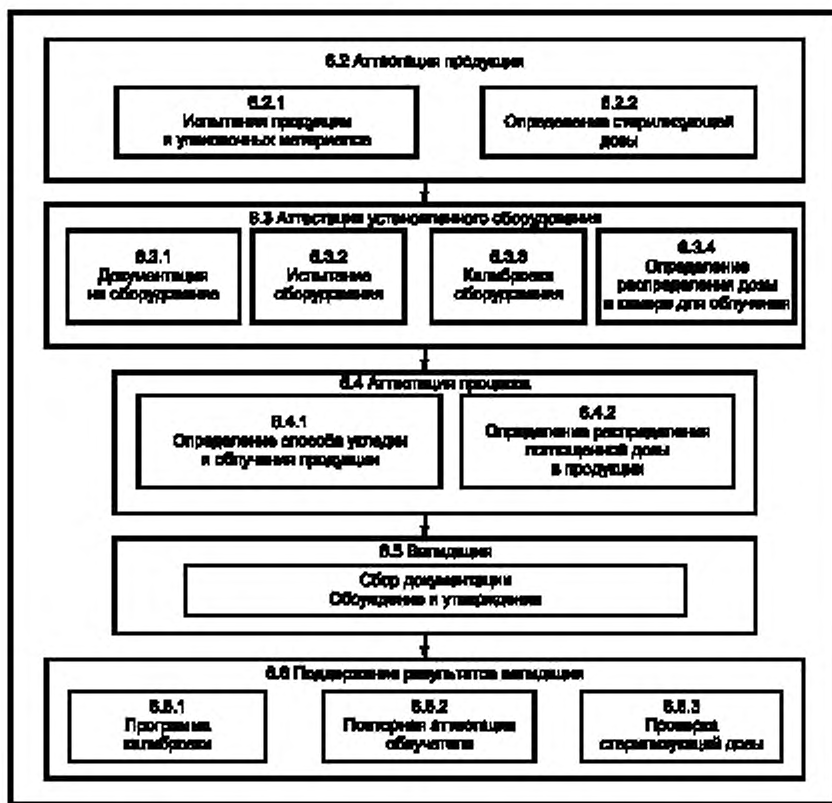 6.2 Аттестация продукции
6.2.1
Испытания продукции
и упаковочных материалов
6.2.2
Определение стерилизующей
дозы
6.3 Аттестация установленного оборудования
6.3.1
Документация
на оборудование
6.3.2
Испытание
оборудования
6.3.3
Калибровка
оборудования
6.3.4
Определение
распределения дозы
в камере для облучения
6.4 Аттестация процесса
6.4.1
Определение способа укладки
и облучения продукции
6.4.2
Определение распределения
поглощенной дозы
в продукции
6.5 Валидация
Сбор документации
Обсуждение и утверждение
6.6 Поддержание результатов валидации
6.6.1
Программа
калибровки
6.6.2
Повторная аттестация
облучателя
6.6.3
Проверка
стерилизующей дозы